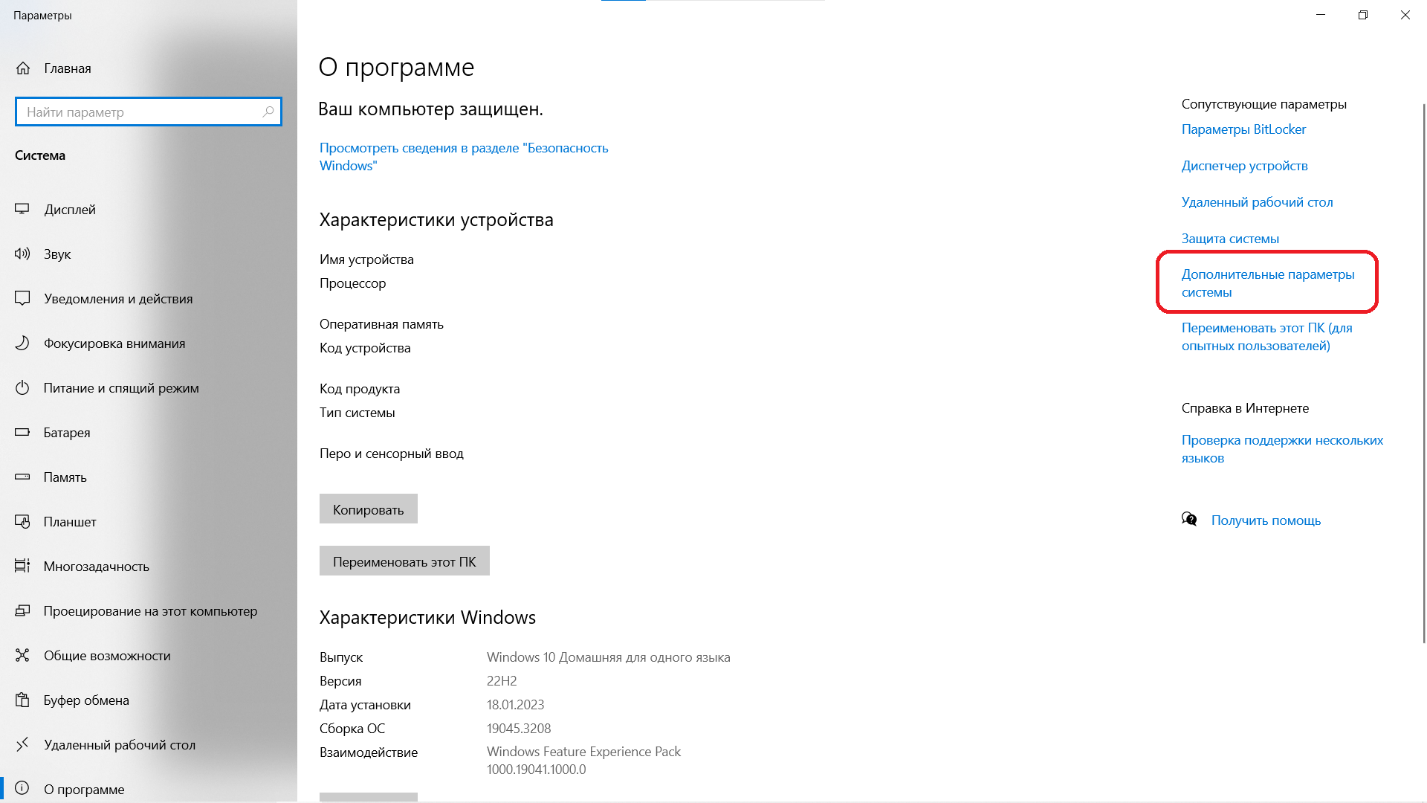 Параметры
Главная
Найти параметр
Система
Дисплей
Звук
Уведомления и действия
Фокусировка внимания
Питание и спящий режим
Батарея
Память
Планшет
Многозадачность
Проецирование на этот компьютер
Общие возможности
Буфер обмена
Удаленный рабочий стол
О программе
О программе
Ваш компьютер защищен.
Просмотреть сведения в разделе "Безопасность
Windows"
Характеристики устройства
Имя устройства
Процессор
Оперативная память
Код устройства
Код продукта
Тип системы
Перо и сенсорный ввод
Копировать
Переименовать этот ПК
Характеристики Windows
Выпуск Windows 10 Домашняя для одного языка
Версия 22H2
Дата установки 18.01.2023
Сборка ОС 19045.3208
Взаимодействие Windows Feature Experience Pack
1000.19041.1000.0
Сопутствующие параметры
Параметры BitLocker
Диспетчер устройств
Удаленный рабочий стол
Защита системы
Дополнительные параметры
системы
Переименовать этот ПК (для
опытных пользователей)
Справка в Интернете
Проверка поддержки нескольких
языков
Получить помощь